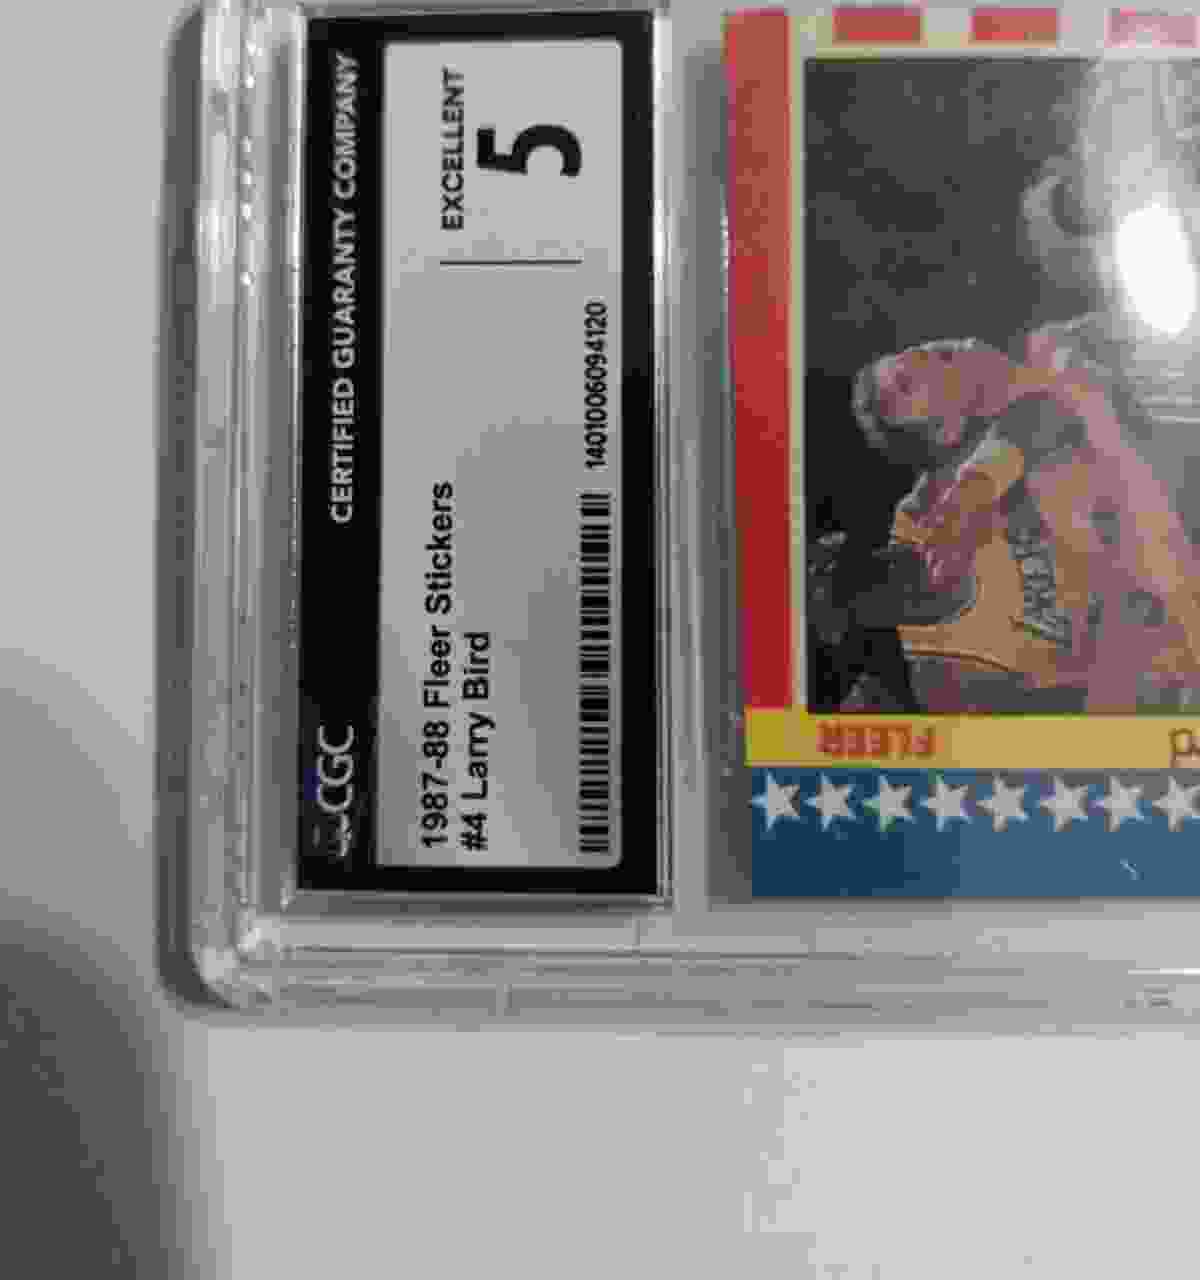 CGC CERTIFIED GUARANTY COMPANY
1987-88 Fleer Stickers
#4 Larry Bird
EXCELLENT
5
1401006094120
FLEER